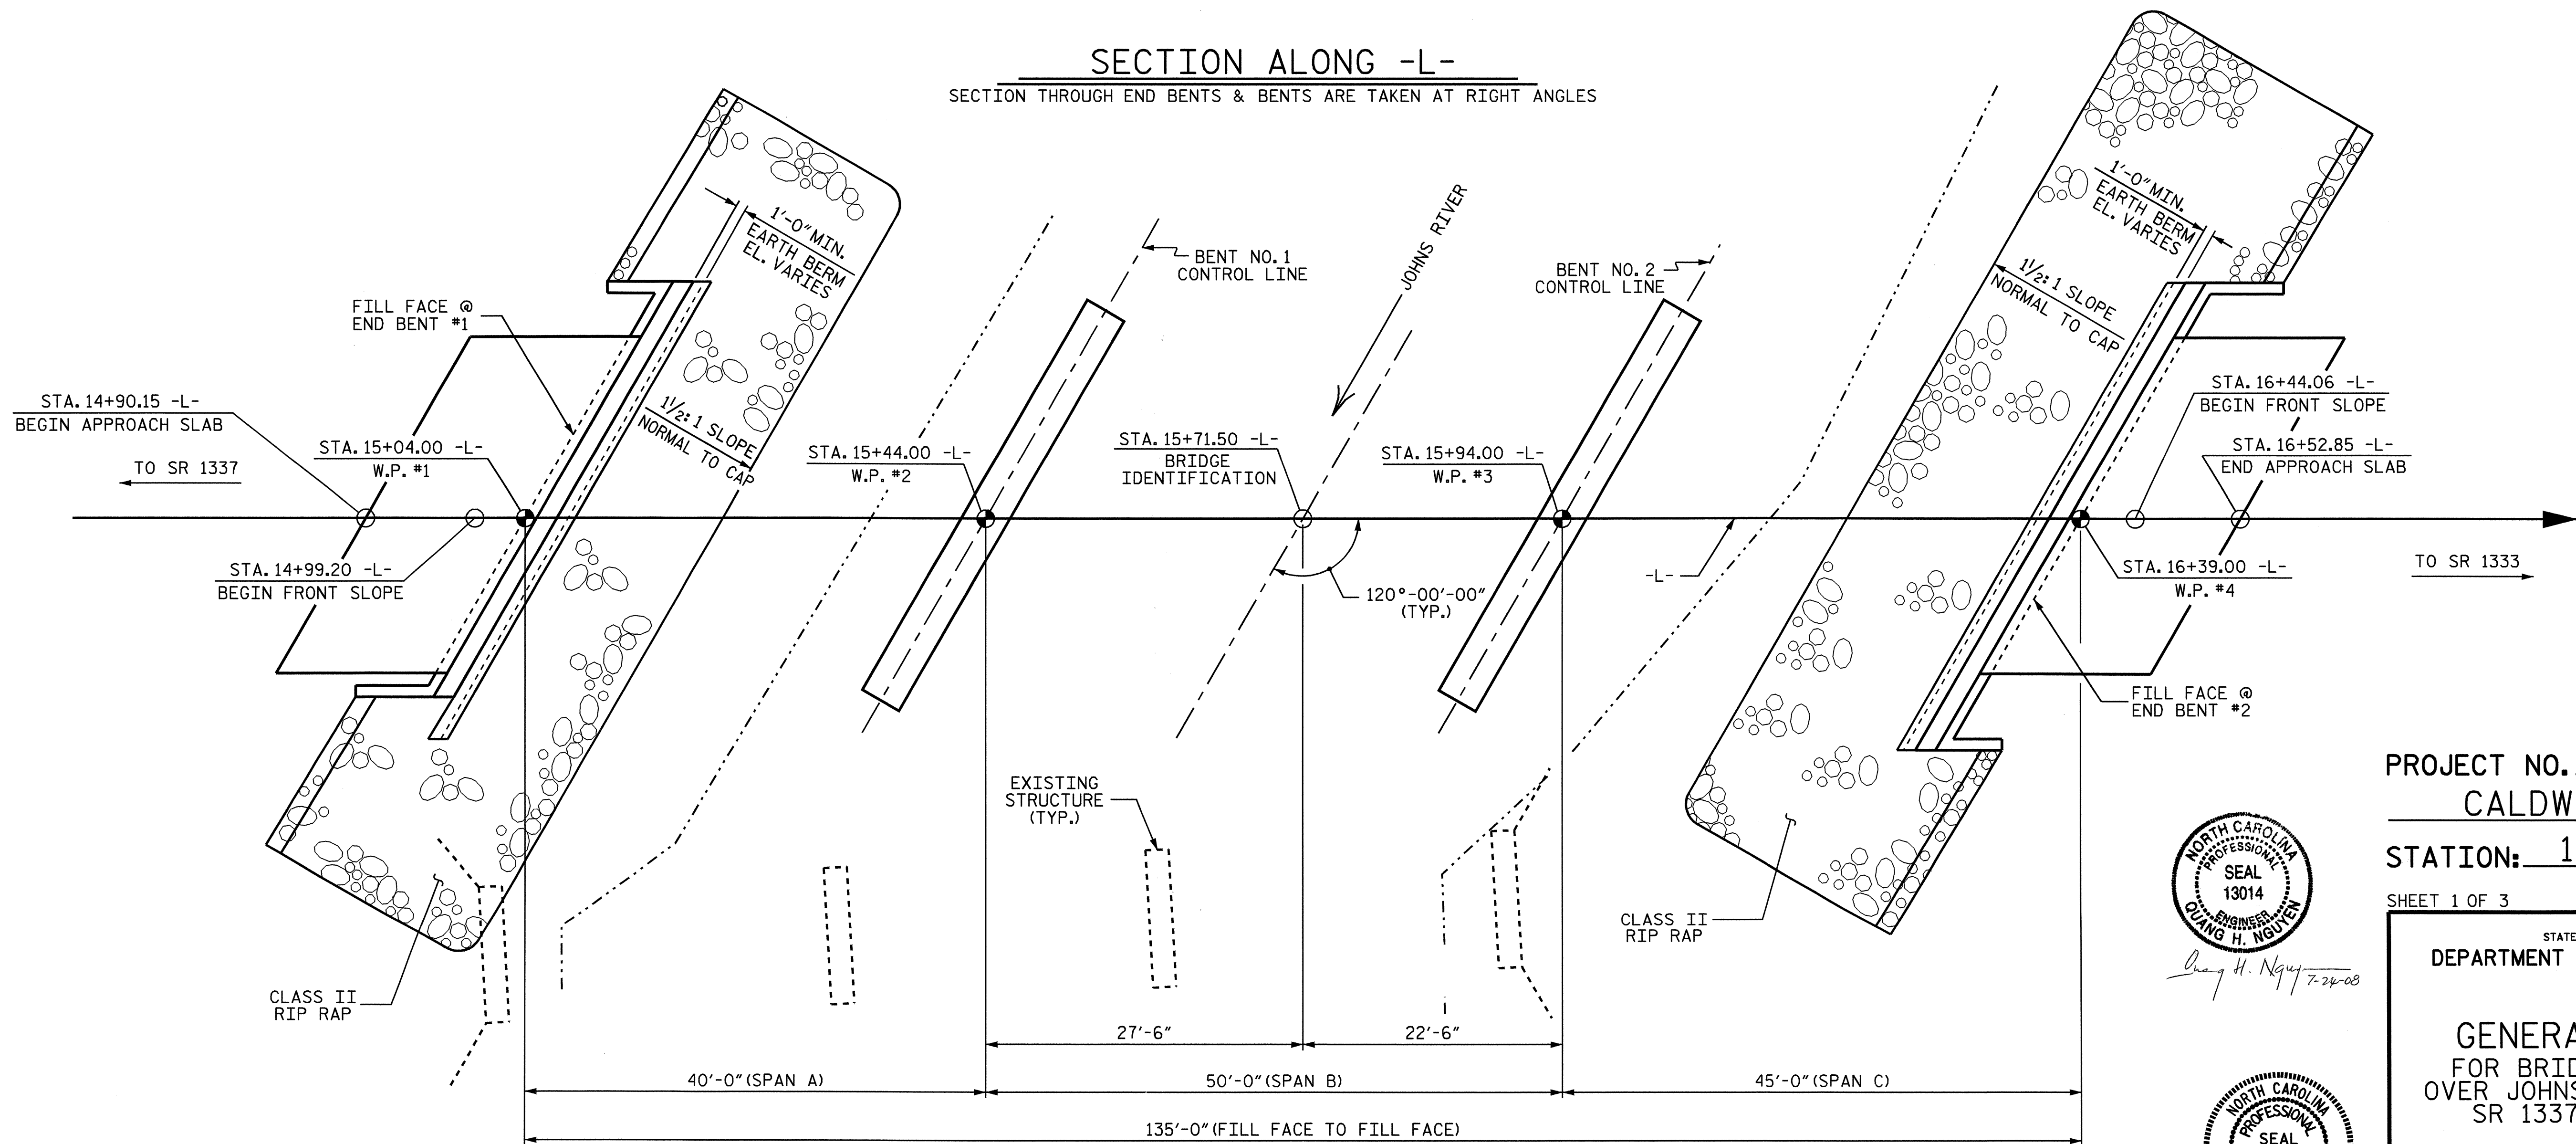 SECTION ALONG -L-
SECTION THROUGH END BENTS & BENTS ARE TAKEN AT RIGHT ANGLES
1'-0" MIN.
EARTH BERM
EL. VARIES
1½:1 SLOPE
NORMAL TO CAP
FILL FACE @
END BENT #1
STA. 14+90.15 -L-
BEGIN APPROACH SLAB
TO SR 1337
STA. 15+04.00 -L-
W.P. #1
STA. 14+99.20 -L-
BEGIN FRONT SLOPE
BENT NO. 1
CONTROL LINE
STA. 15+44.00 -L-
W.P. #2
JOHNS RIVER
STA. 15+71.50 -L-
BRIDGE
IDENTIFICATION
120°-00'-00"
(TYP.)
BENT NO. 2
CONTROL LINE
STA. 15+94.00 -L-
W.P. #3
-L-
1'-0" MIN.
EARTH BERM
EL. VARIES
1½:1 SLOPE
NORMAL TO CAP
STA. 16+44.06 -L-
BEGIN FRONT SLOPE
STA. 16+52.85 -L-
END APPROACH SLAB
STA. 16+39.00 -L-
W.P. #4
TO SR 1333
FILL FACE @
END BENT #2
EXISTING
STRUCTURE
(TYP.)
CLASS II
RIP RAP
CLASS II
RIP RAP
27'-6"
22'-6"
40'-0" (SPAN A)
50'-0" (SPAN B)
45'-0" (SPAN C)
135'-0" (FILL FACE TO FILL FACE)
PROJECT NO.
CALDW
STATION: 1
SHEET 1 OF 3
STATE
DEPARTMENT
GENERA
FOR BRID
OVER JOHNS
SR 1337
NORTH CAROLINA
PROFESSIONAL
SEAL
13014
ENGINEER
QUANG H. NGUYEN
Quang H. Nguy
7-24-08
NORTH CAROLINA
PROFESSIONAL
SEAL